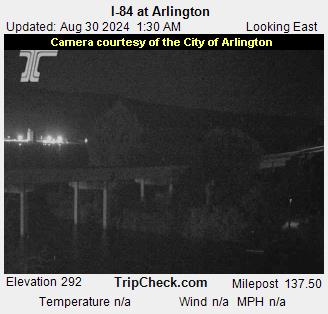 I-84 at Arlington
Updated: Aug 30 2024 1:30 AM Looking East
Camera courtesy of the City of Arlington
Elevation 292 TripCheck.com Milepost 137.50
Temperature n/a Wind n/a MPH n/a